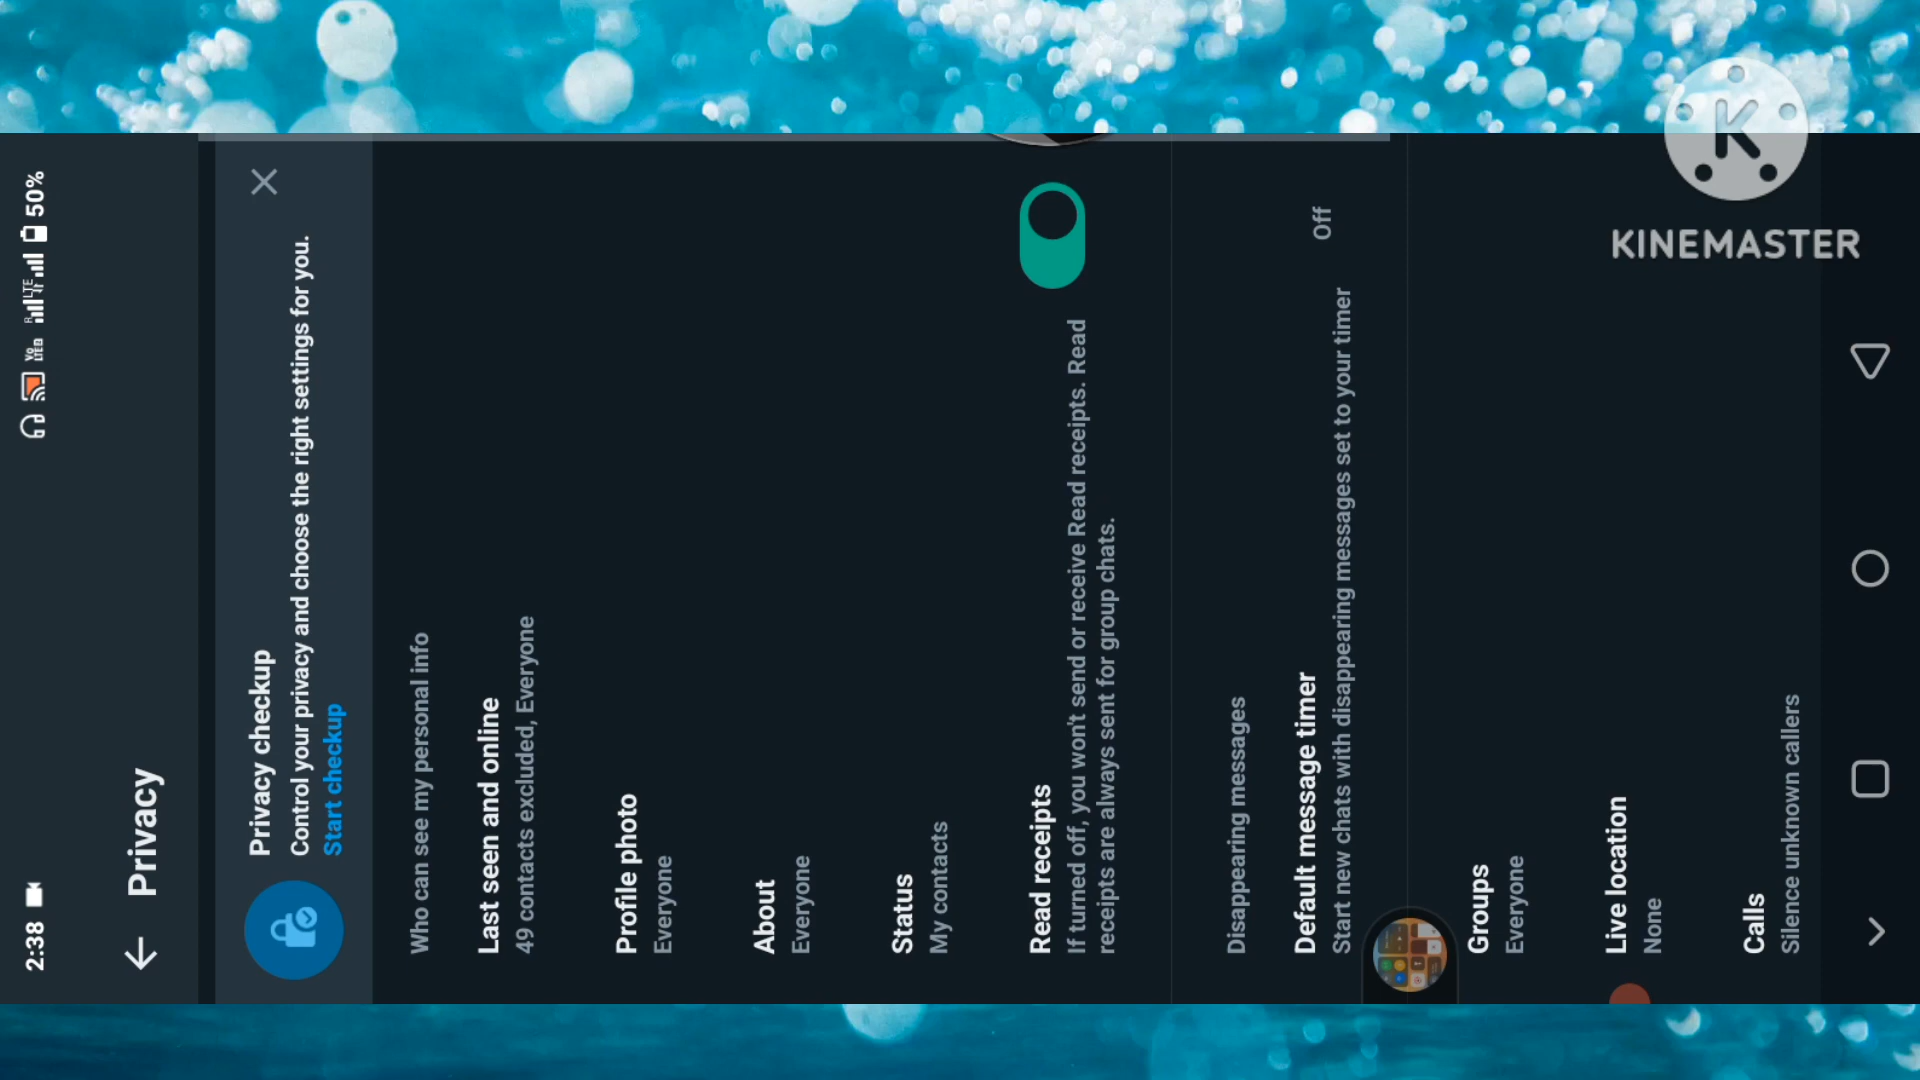 2:38
R LTE VO LTE B 50%
Privacy
Privacy checkup
Control your privacy and choose the right settings for you.
Start checkup
Who can see my personal info
Last seen and online
49 contacts excluded, Everyone
Profile photo
Everyone
About
Everyone
Status
My contacts
Read receipts
If turned off, you won't send or receive Read receipts. Read
receipts are always sent for group chats.
Disappearing messages
Default message timer
Start new chats with disappearing messages set to your timer
Off
Groups
Everyone
Live location
None
Calls
Silence unknown callers
K
KINEMASTER